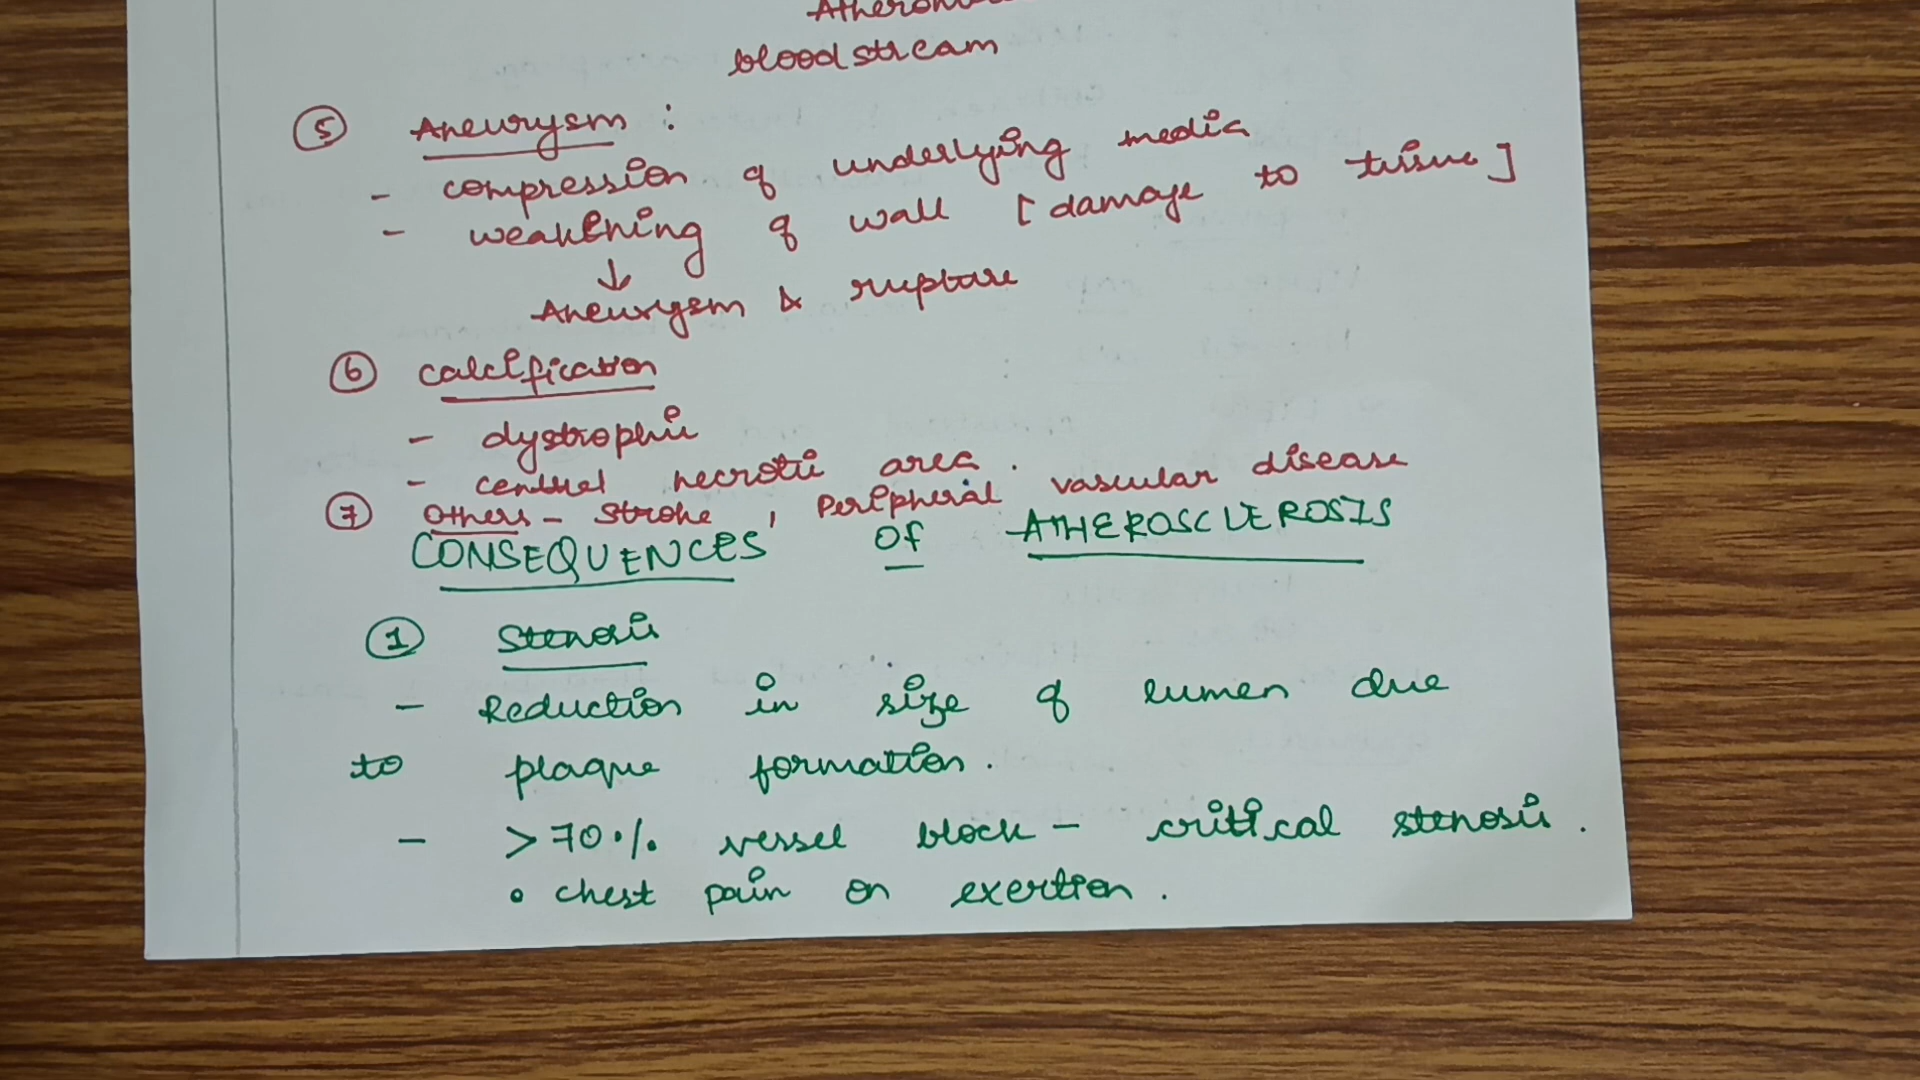 bloodstream
⑤ Aneurysm :
- compression of underlying media
- weakening of wall [damage to tissue]
↓
Aneurysm & rupture
⑥ calcification
- dystrophic
- central necrotic area.
⑦ Others - Stroke, Peripheral vascular disease
CONSEQUENCES OF ATHEROSCLEROSIS
① Stenosis
- Reduction in size of lumen due
to plaque formation.
- >70% vessel block - critical stenosis.
• chest pain on exertion.